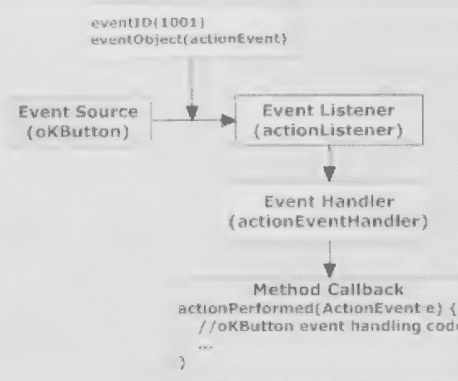 eventID(1001)
eventObject(actionEvent)
Event Source
(oKButton)
Event Listener
(actionListener)
Event Handler
(actionEventHandler)
Method Callback
actionPerformed(ActionEvent e) {
//oKButton event handling code
...
}